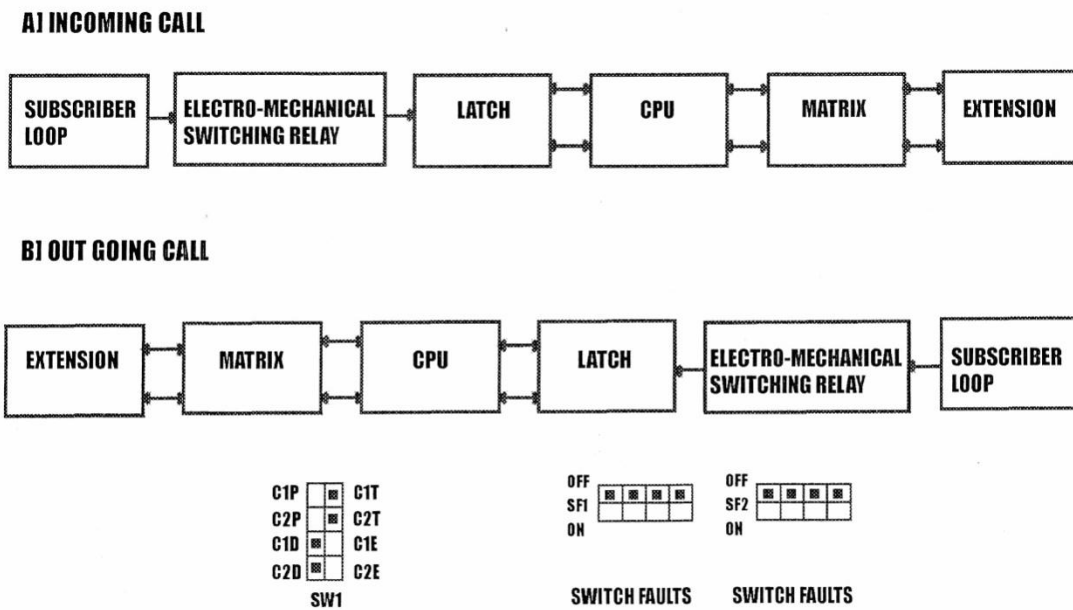 A] INCOMING CALL
SUBSCRIBER
LOOP
ELECTRO-MECHANICAL
SWITCHING RELAY
LATCH
CPU
MATRIX
EXTENSION
B] OUT GOING CALL
EXTENSION
MATRIX
CPU
LATCH
ELECTRO-MECHANICAL
SWITCHING RELAY
SUBSCRIBER
LOOP
C1P C1T
C2P C2T
C1D C1E
C2D C2E
SW1
OFF
SF1
ON
SWITCH FAULTS
OFF
SF2
ON
SWITCH FAULTS